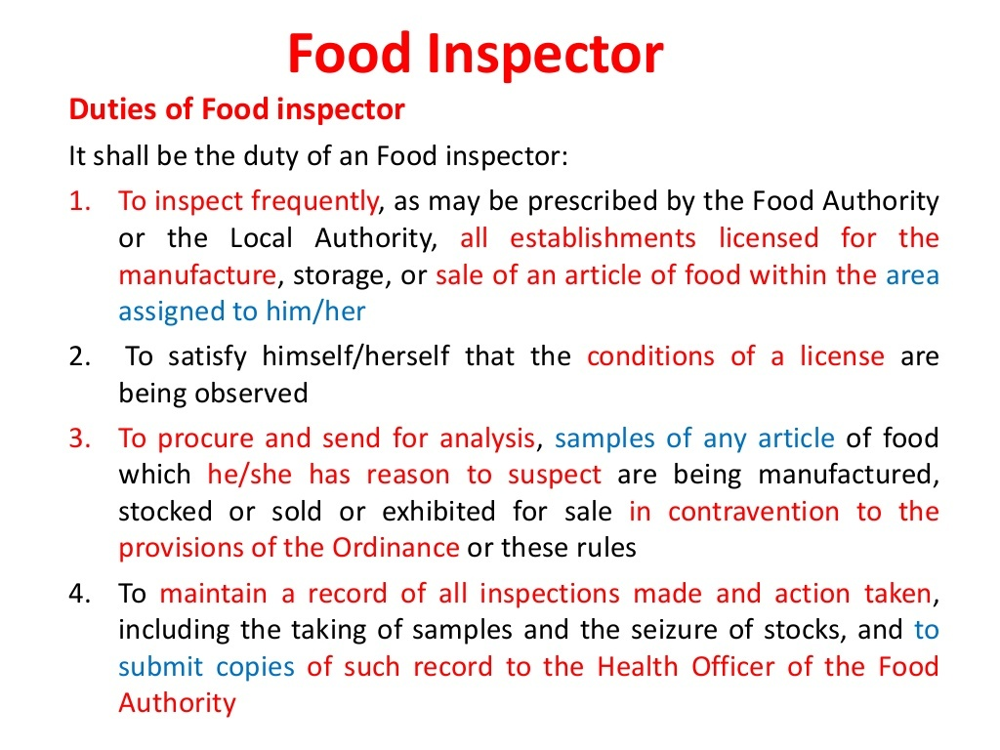 Food Inspector
Duties of Food inspector
It shall be the duty of an Food inspector:
1. To inspect frequently, as may be prescribed by the Food Authority
or the Local Authority, all establishments licensed for the
manufacture, storage, or sale of an article of food within the area
assigned to him/her
2. To satisfy himself/herself that the conditions of a license are
being observed
3. To procure and send for analysis, samples of any article of food
which he/she has reason to suspect are being manufactured,
stocked or sold or exhibited for sale in contravention to the
provisions of the Ordinance or these rules
4. To maintain a record of all inspections made and action taken,
including the taking of samples and the seizure of stocks, and to
submit copies of such record to the Health Officer of the Food
Authority